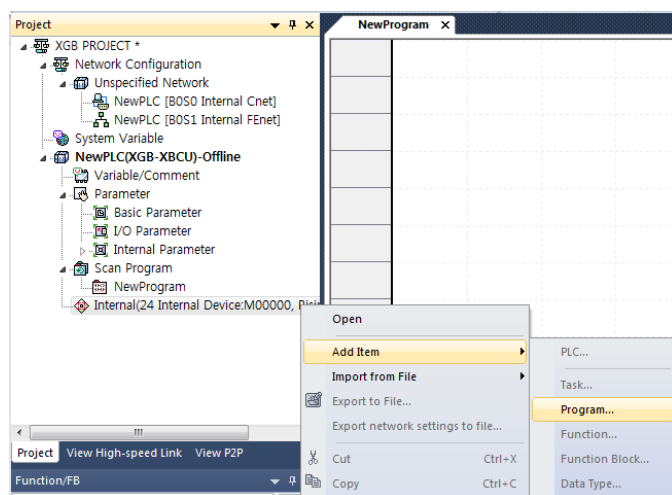 Project
NewProgram
XGB PROJECT *
Network Configuration
Unspecified Network
NewPLC [B0S0 Internal Cnet]
NewPLC [B0S1 Internal FEnet]
System Variable
NewPLC(XGB-XBCU)-Offline
Variable/Comment
Parameter
Basic Parameter
I/O Parameter
Internal Parameter
Scan Program
NewProgram
Internal(24 Internal Device:M00000,
Open
Add Item
PLC...
Import from File
Task...
Export to File...
Program...
Export network settings to file...
Function...
Cut Ctrl+X
Function Block...
Copy Ctrl+C
Data Type...
Project View High-speed Link View P2P
Function/FB